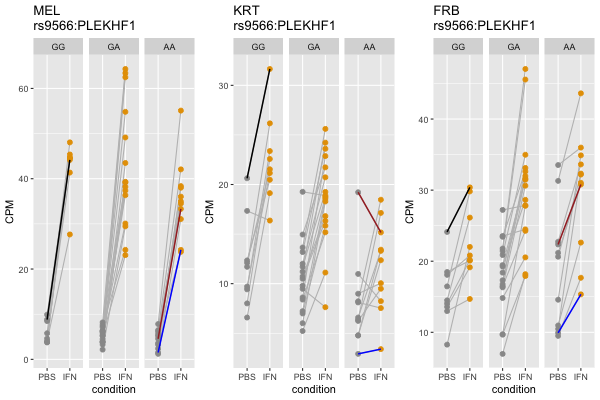 MEL
rs9566:PLEKHF1
GG GA AA
CPM
60
40
20
0
PBS IFN PBS IFN PBS IFN
condition
KRT
rs9566:PLEKHF1
GG GA AA
CPM
30
20
10
PBS IFN PBS IFN PBS IFN
condition
FRB
rs9566:PLEKHF1
GG GA AA
CPM
40
30
20
10
PBS IFN PBS IFN PBS IFN
condition